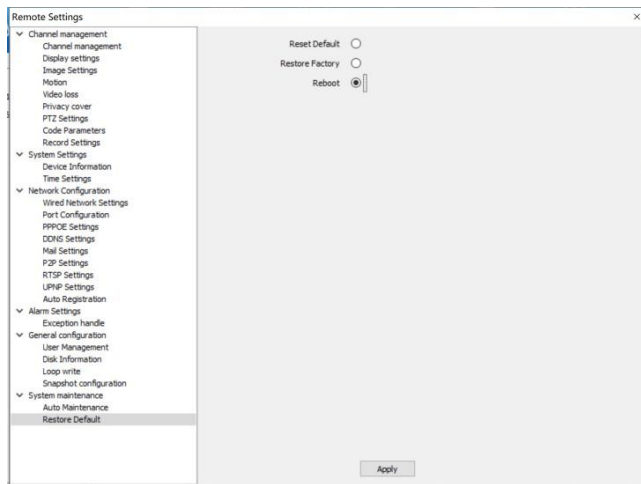 Remote Settings
Channel management
Channel management
Display settings
Image Settings
Motion
Video loss
Privacy cover
PTZ Settings
Code Parameters
Record Settings
System Settings
Device Information
Time Settings
Network Configuration
Wired Network Settings
Port Configuration
PPPOE Settings
DDNS Settings
Mail Settings
P2P Settings
RTSP Settings
UPNP Settings
Auto Registration
Alarm Settings
Exception handle
General configuration
User Management
Disk Information
Loop write
Snapshot configuration
System maintenance
Auto Maintenance
Restore Default
Reset Default
Restore Factory
Reboot
Apply